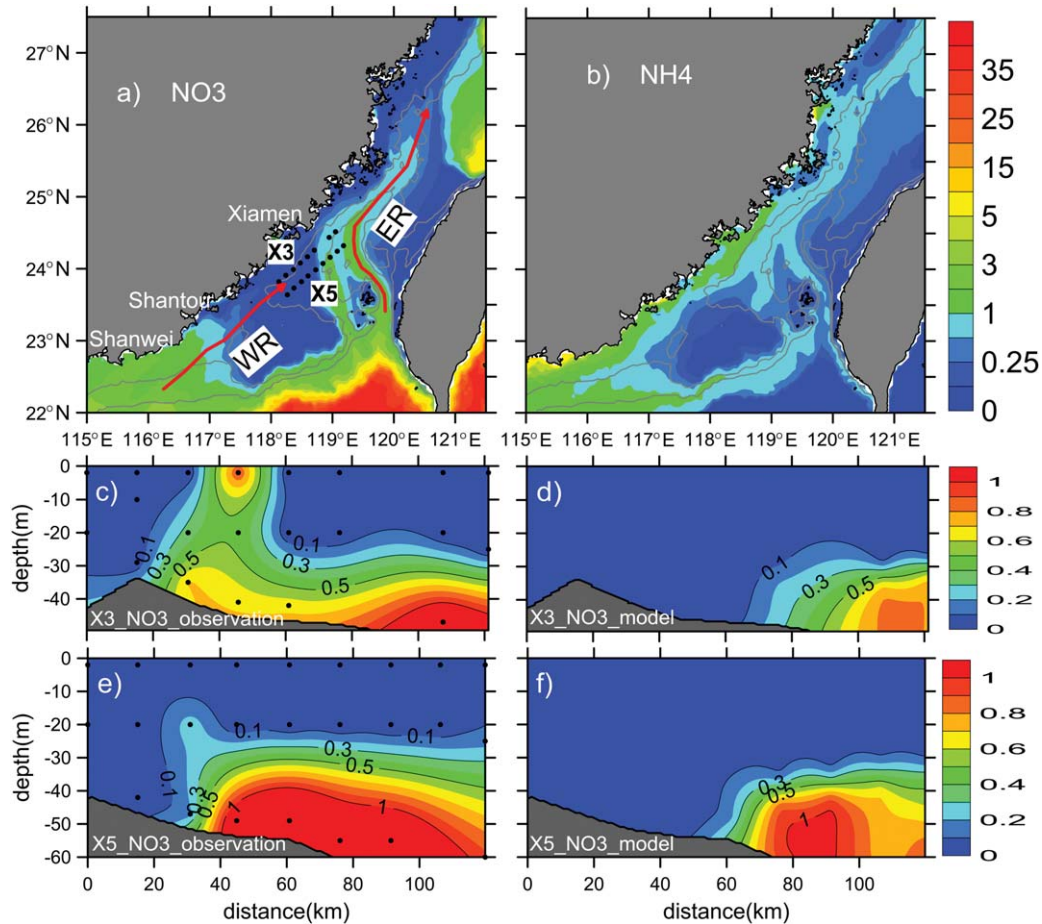 27°N
26°N
25°N
24°N
23°N
22°N
a) NO3
Xiamen
X3
ER
Shantou
X5
Shanwei
WR
115°E 116°E 117°E 118°E 119°E 120°E 121°E
b) NH4
115°E 116°E 117°E 118°E 119°E 120°E 121°E
35
25
15
5
3
1
0.25
0
depth(m)
0
-10
-20
-30
-40
c)
0.1
0.3
0.5
0.1
0.3
0.5
X3_NO3_observation
d)
0.1
0.3
0.5
X3_NO3_model
1
0.8
0.6
0.4
0.2
0
depth(m)
0
-10
-20
-30
-40
-50
-60
e)
0.1
0.3
0.5
1
0.1
0.3
0.5
1
0.1
X5_NO3_observation
0 20 40 60 80 100
distance(km)
f)
0.3
0.5
1
X5_NO3_model
0 20 40 60 80 100
distance(km)
1
0.8
0.6
0.4
0.2
0